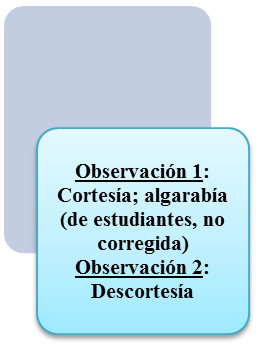 Observación 1:
Cortesía; algarabía
(de estudiantes, no
corregida)
Observación 2:
Descortesía